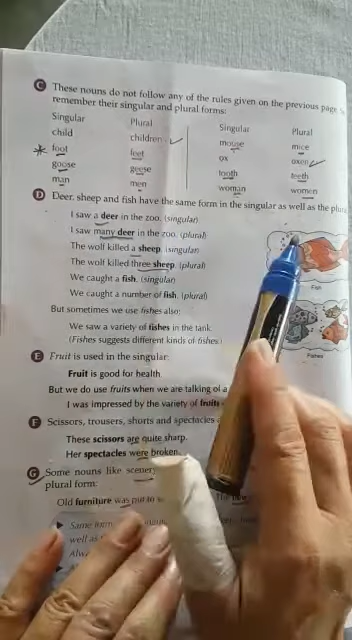 C These nouns do not follow any of the rules given on the previous page
remember their singular and plural forms:
Singular Plural Singular Plural
child children mouse mice
foot feet ox oxen
goose geese tooth teeth
man men woman women
D Deer, sheep and fish have the same form in the singular as well as the plural
I saw a deer in the zoo. (singular)
I saw many deer in the zoo. (plural)
The wolf killed a sheep. (singular)
The wolf killed three sheep. (plural)
We caught a fish. (singular)
We caught a number of fish. (plural)
Fish
But sometimes we use fishes also:
We saw a variety of fishes in the tank.
(Fishes suggests different kinds of fishes.)
Fishes
E Fruit is used in the singular:
Fruit is good for health.
But we do use fruits when we are talking of a
I was impressed by the variety of fruits
F Scissors, trousers, shorts and spectacles
These scissors are quite sharp.
Her spectacles were broken.
G Some nouns like scenery
plural form:
Old furniture was put to The
Same form
well as